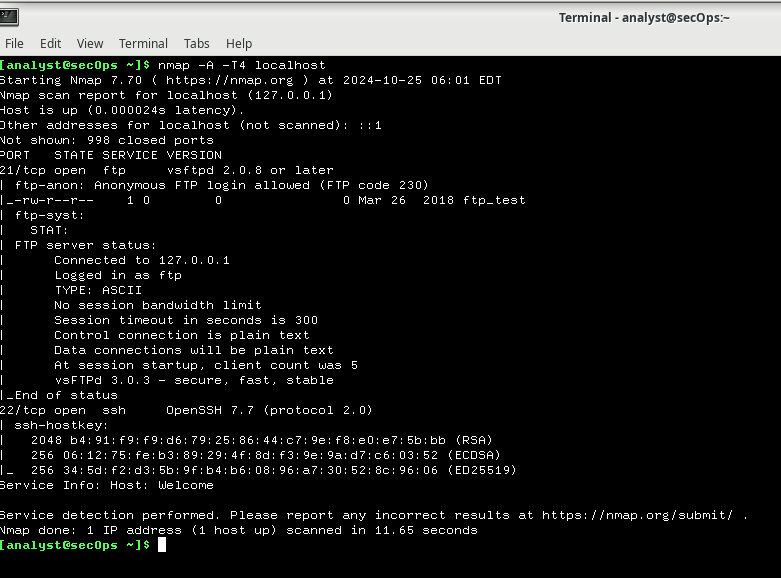 Terminal - analyst@secOps:~
File Edit View Terminal Tabs Help
[analyst@secOps ~]$ nmap -A -T4 localhost
Starting Nmap 7.70 ( https://nmap.org ) at 2024-10-25 06:01 EDT
Nmap scan report for localhost (127.0.0.1)
Host is up (0.000024s latency).
Other addresses for localhost (not scanned): ::1
Not shown: 998 closed ports
PORT   STATE SERVICE VERSION
21/tcp open  ftp     vsftpd 2.0.8 or later
| ftp-anon: Anonymous FTP login allowed (FTP code 230)
|_-rw-r--r--    1 0        0               0 Mar 26  2018 ftp_test
| ftp-syst:
|   STAT:
| FTP server status:
|      Connected to 127.0.0.1
|      Logged in as ftp
|      TYPE: ASCII
|      No session bandwidth limit
|      Session timeout in seconds is 300
|      Control connection is plain text
|      Data connections will be plain text
|      At session startup, client count was 5
|      vsFTPd 3.0.3 - secure, fast, stable
|_End of status
22/tcp open  ssh     OpenSSH 7.7 (protocol 2.0)
| ssh-hostkey:
|   2048 b4:91:f9:f9:d6:79:25:86:44:c7:9e:f8:e0:e7:5b:bb (RSA)
|   256 06:12:75:fe:b3:89:29:4f:8d:f3:9e:9a:d7:c6:03:52 (ECDSA)
|_  256 34:5d:f2:d3:5b:9f:b4:b6:08:96:a7:30:52:8c:96:06 (ED25519)
Service Info: Host: Welcome
Service detection performed. Please report any incorrect results at https://nmap.org/submit/ .
Nmap done: 1 IP address (1 host up) scanned in 11.65 seconds
[analyst@secOps ~]$